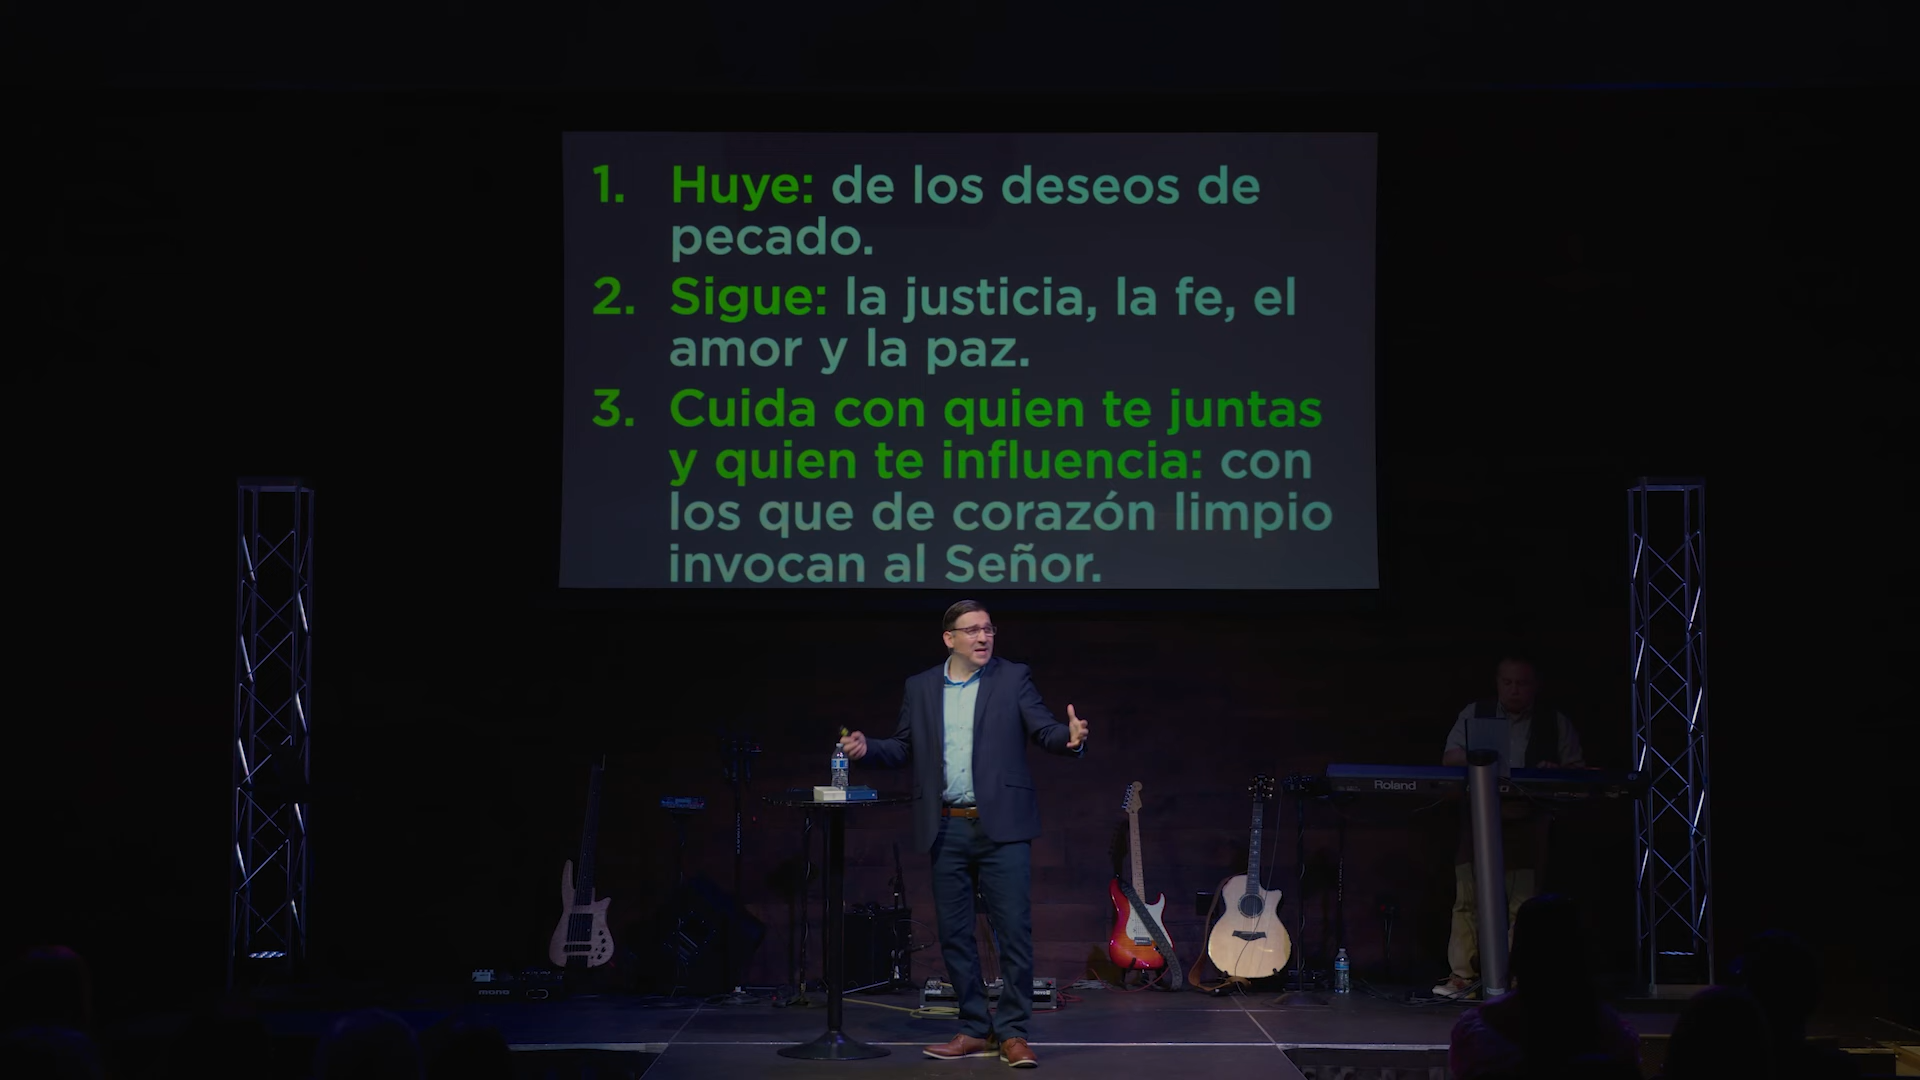 1. Huye: de los deseos de
pecado.
2. Sigue: la justicia, la fe, el
amor y la paz.
3. Cuida con quien te juntas
y quien te influencia: con
los que de corazón limpio
invocan al Señor.
Roland
mono